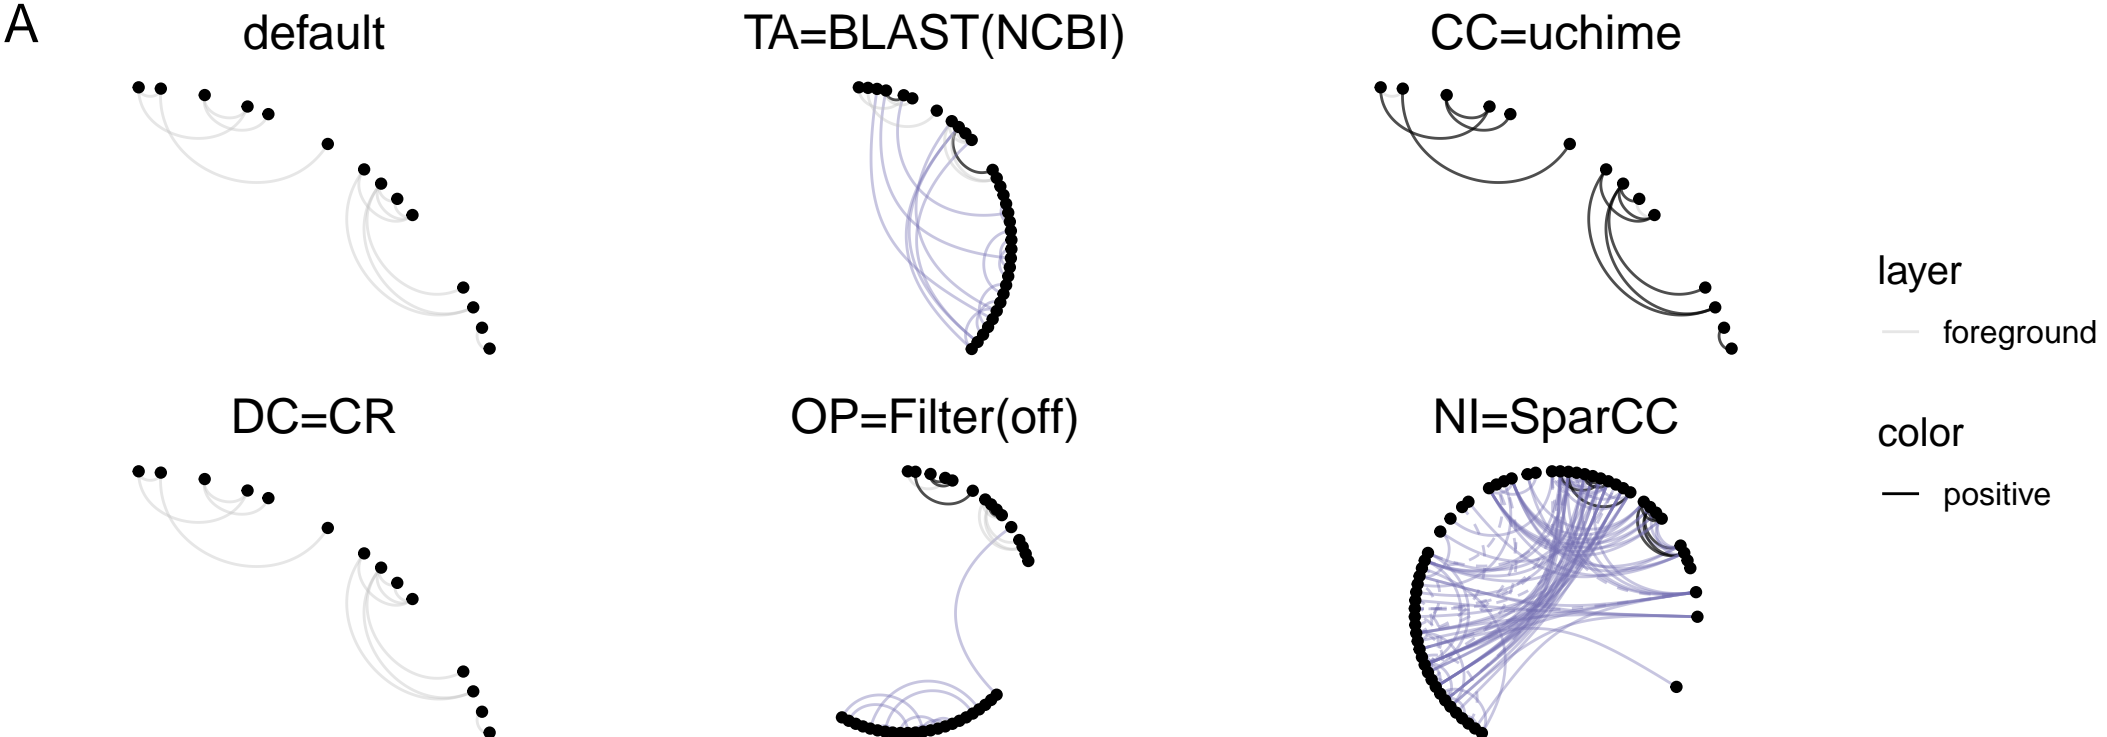 A
default
TA=BLAST(NCBI)
CC=uchime
layer
foreground
DC=CR
OP=Filter(off)
NI=SparCC
color
positive